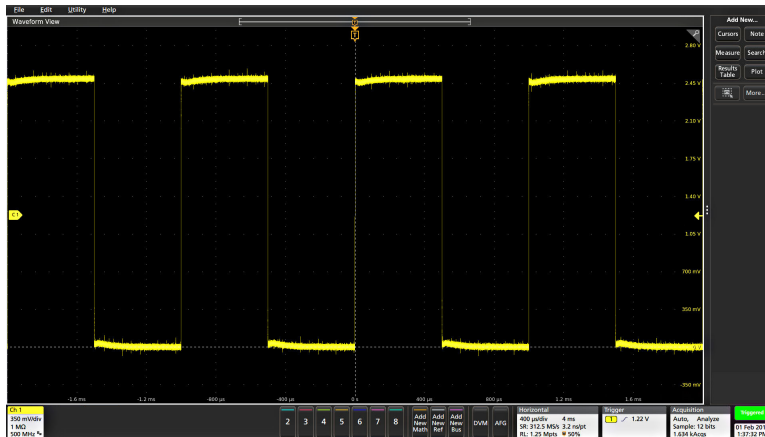 File Edit Utility Help
Waveform View
Add New...
Cursors Note
Measure Search
Results Table Plot
More...
T
2.80 V
2.45 V
2.10 V
1.75 V
1.40 V
1.05 V
700 mV
350 mV
-350 mV
C1
-1.6 ms -1.2 ms -800 µs -400 µs 0 s 400 µs 800 µs 1.2 ms 1.6 ms
Ch 1
350 mV/div
1 MΩ
500 MHz
2 3 4 5 6 7 8
Add New Math
Add New Ref
Add New Bus
DVM AFG
Horizontal
400 µs/div 4 ms
SR: 312.5 MS/s 3.2 ns/pt
RL: 1.25 Mpts 50%
Trigger
1 1.22 V
Acquisition
Auto, Analyze
Sample: 12 bits
1.634 kAcqs
Triggered
01 Feb 201
1:37:32 P